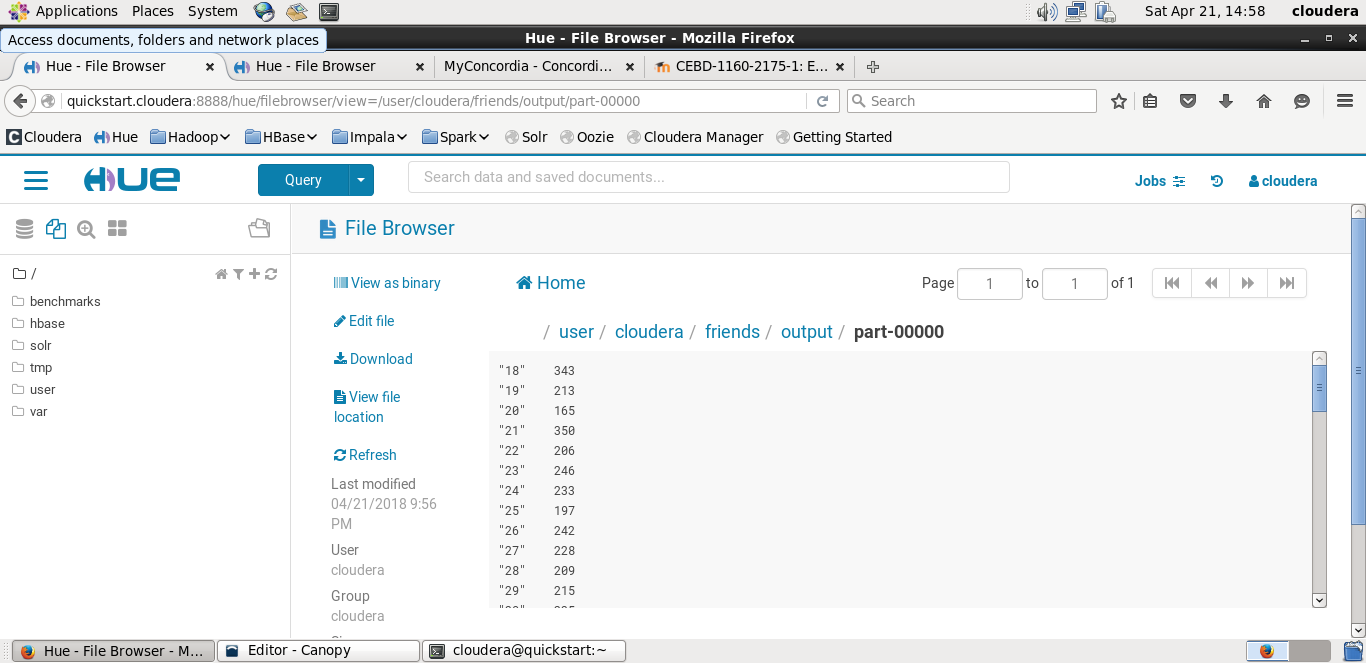 Applications Places System Sat Apr 21, 14:58 cloudera
Access documents, folders and network places
Hue - File Browser - Mozilla Firefox
Hue - File Browser Hue - File Browser MyConcordia - Concordi... CEBD-1160-2175-1: E...
quickstart.cloudera:8888/hue/filebrowser/view=/user/cloudera/friends/output/part-00000 Search
Cloudera Hue Hadoop HBase Impala Spark Solr Oozie Cloudera Manager Getting Started
HUE Query Search data and saved documents... Jobs cloudera
File Browser
/
benchmarks
hbase
solr
tmp
user
var
View as binary
Edit file
Download
View file
location
Refresh
Last modified
04/21/2018 9:56
PM
User
cloudera
Group
cloudera
Home Page 1 to 1 of 1
/ user / cloudera / friends / output / part-00000
"18" 343
"19" 213
"20" 165
"21" 350
"22" 206
"23" 246
"24" 233
"25" 197
"26" 242
"27" 228
"28" 209
"29" 215
Hue - File Browser - M... Editor - Canopy cloudera@quickstart:~